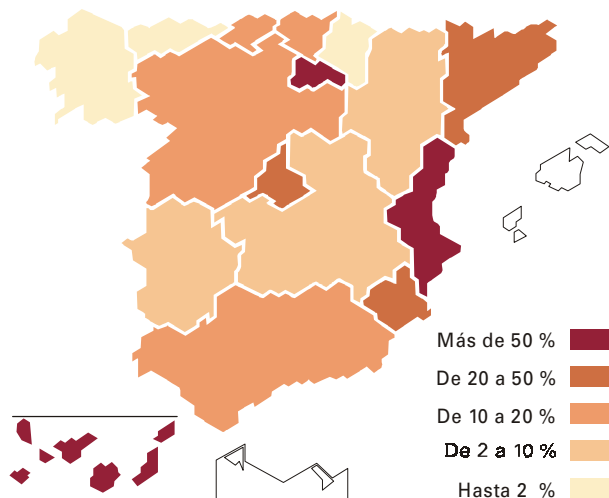 Más de 50 %
De 20 a 50 %
De 10 a 20 %
De 2 a 10 %
Hasta 2 %